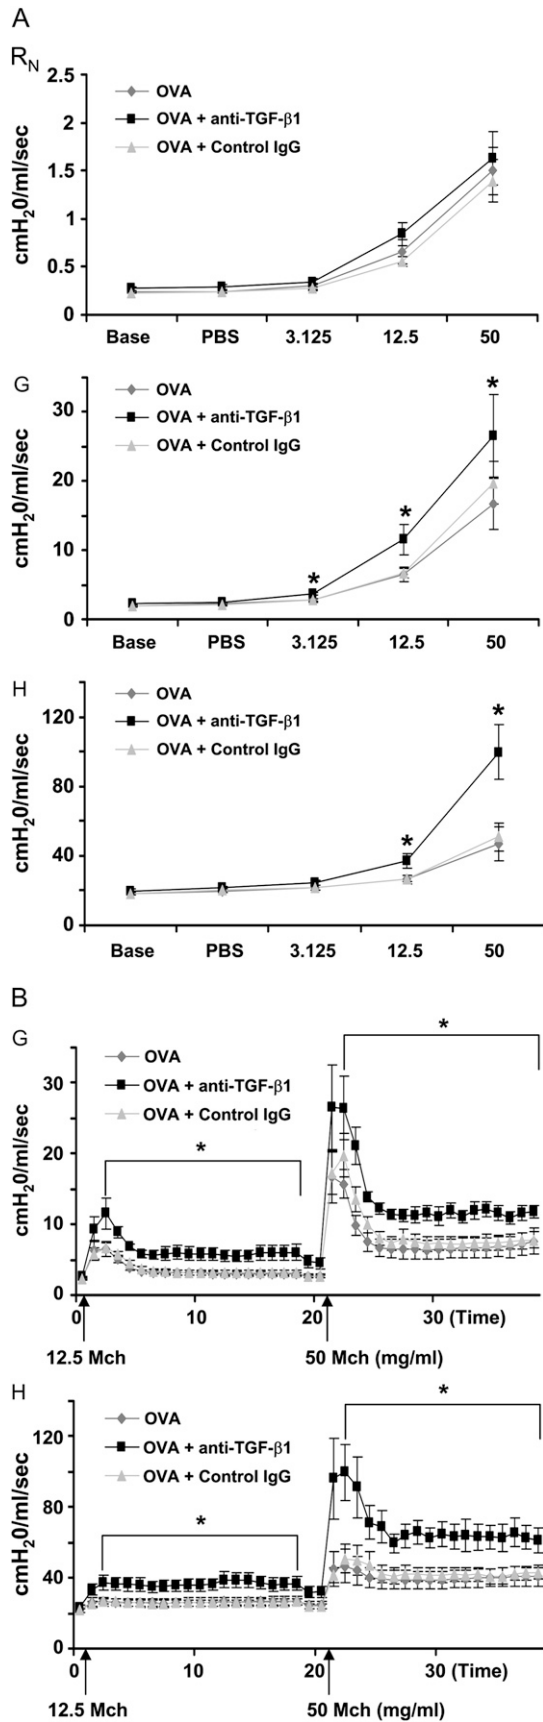 A
R_N
2.5
OVA
OVA + anti-TGF-β1
OVA + Control IgG
2
1.5
1
0.5
0
cmH₂0/ml/sec
Base PBS 3.125 12.5 50
G
OVA
OVA + anti-TGF-β1
OVA + Control IgG
30
20
10
0
cmH₂0/ml/sec
*
*
*
Base PBS 3.125 12.5 50
H
OVA
OVA + anti-TGF-β1
OVA + Control IgG
120
80
40
0
cmH₂0/ml/sec
*
*
Base PBS 3.125 12.5 50
B
G
OVA
OVA + anti-TGF-β1
OVA + Control IgG
30
20
10
0
cmH₂0/ml/sec
*
*
0 10 20 30 (Time)
12.5 Mch 50 Mch (mg/ml)
H
OVA
OVA + anti-TGF-β1
OVA + Control IgG
120
80
40
0
cmH₂0/ml/sec
*
*
0 10 20 30 (Time)
12.5 Mch 50 Mch (mg/ml)